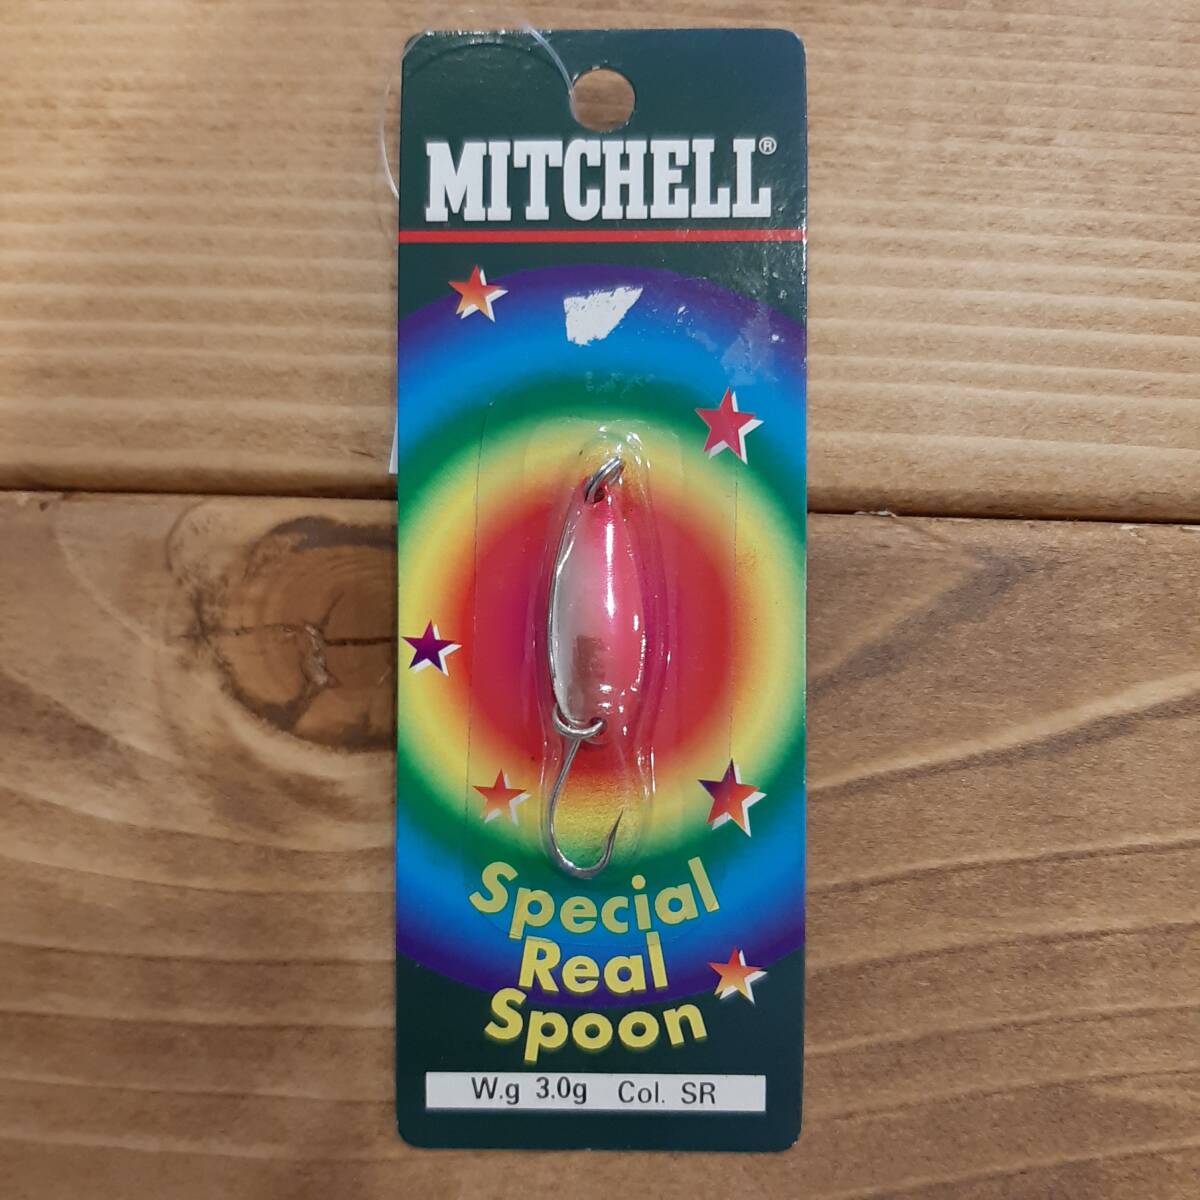 MITCHELL®
Special
Real
Spoon
W.g 3.0g Col. SR